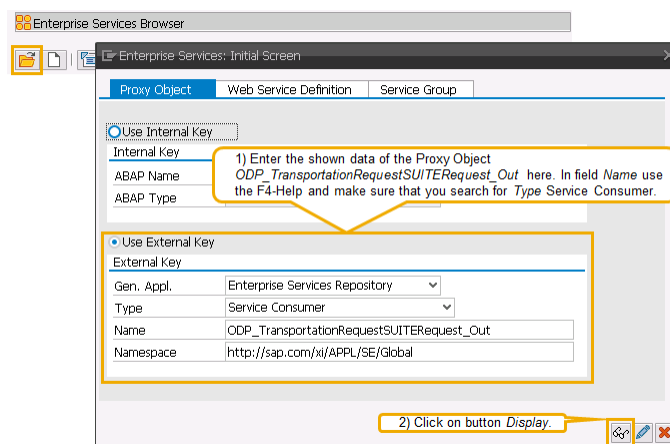 Enterprise Services Browser
Enterprise Services: Initial Screen
Proxy Object
Web Service Definition
Service Group
Use Internal Key
Internal Key
ABAP Name
ABAP Type
1) Enter the shown data of the Proxy Object
ODP_TransportationRequestSUITERequest_Out here. In field Name use
the F4-Help and make sure that you search for Type Service Consumer.
Use External Key
External Key
Gen. Appl.
Enterprise Services Repository
Type
Service Consumer
Name
ODP_TransportationRequestSUITERequest_Out
Namespace
http://sap.com/xi/APPL/SE/Global
2) Click on button Display.